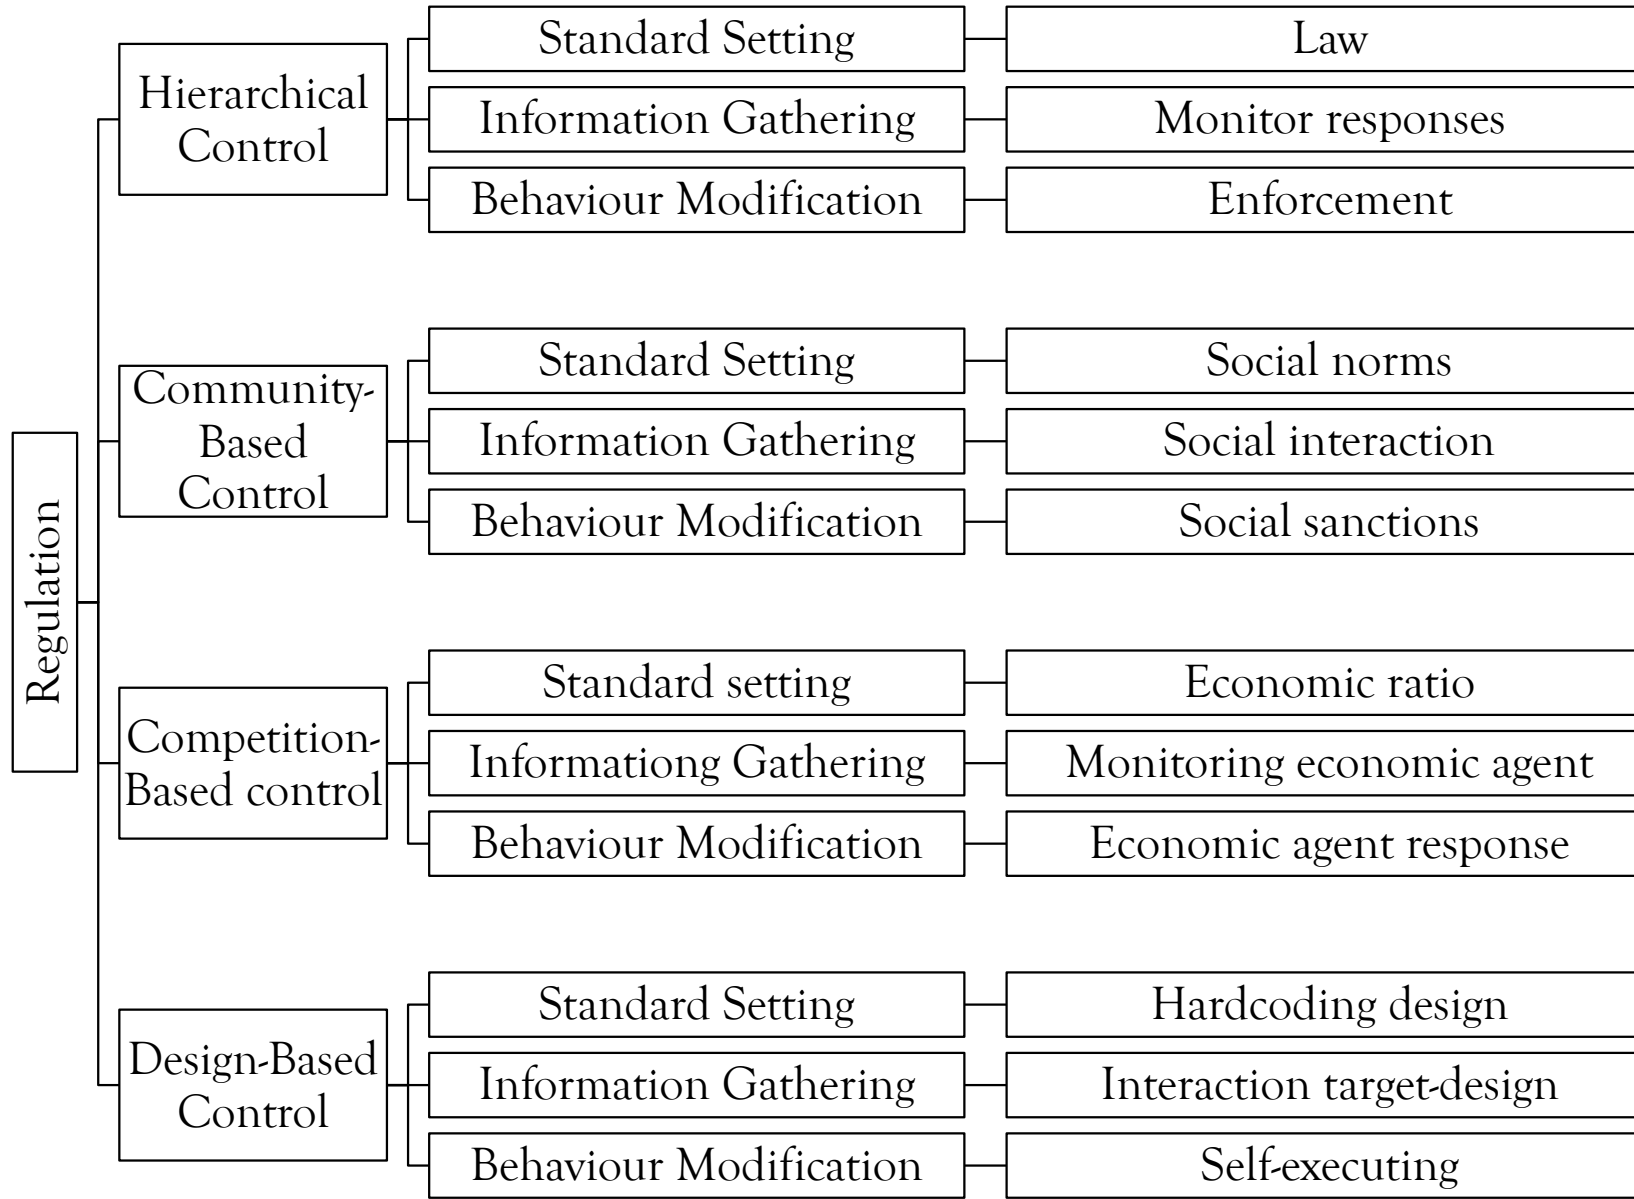 Regulation
Hierarchical
Control
Standard Setting
Law
Information Gathering
Monitor responses
Behaviour Modification
Enforcement
Community-
Based
Control
Standard Setting
Social norms
Information Gathering
Social interaction
Behaviour Modification
Social sanctions
Competition-
Based control
Standard setting
Economic ratio
Informationg Gathering
Monitoring economic agent
Behaviour Modification
Economic agent response
Design-Based
Control
Standard Setting
Hardcoding design
Information Gathering
Interaction target-design
Behaviour Modification
Self-executing